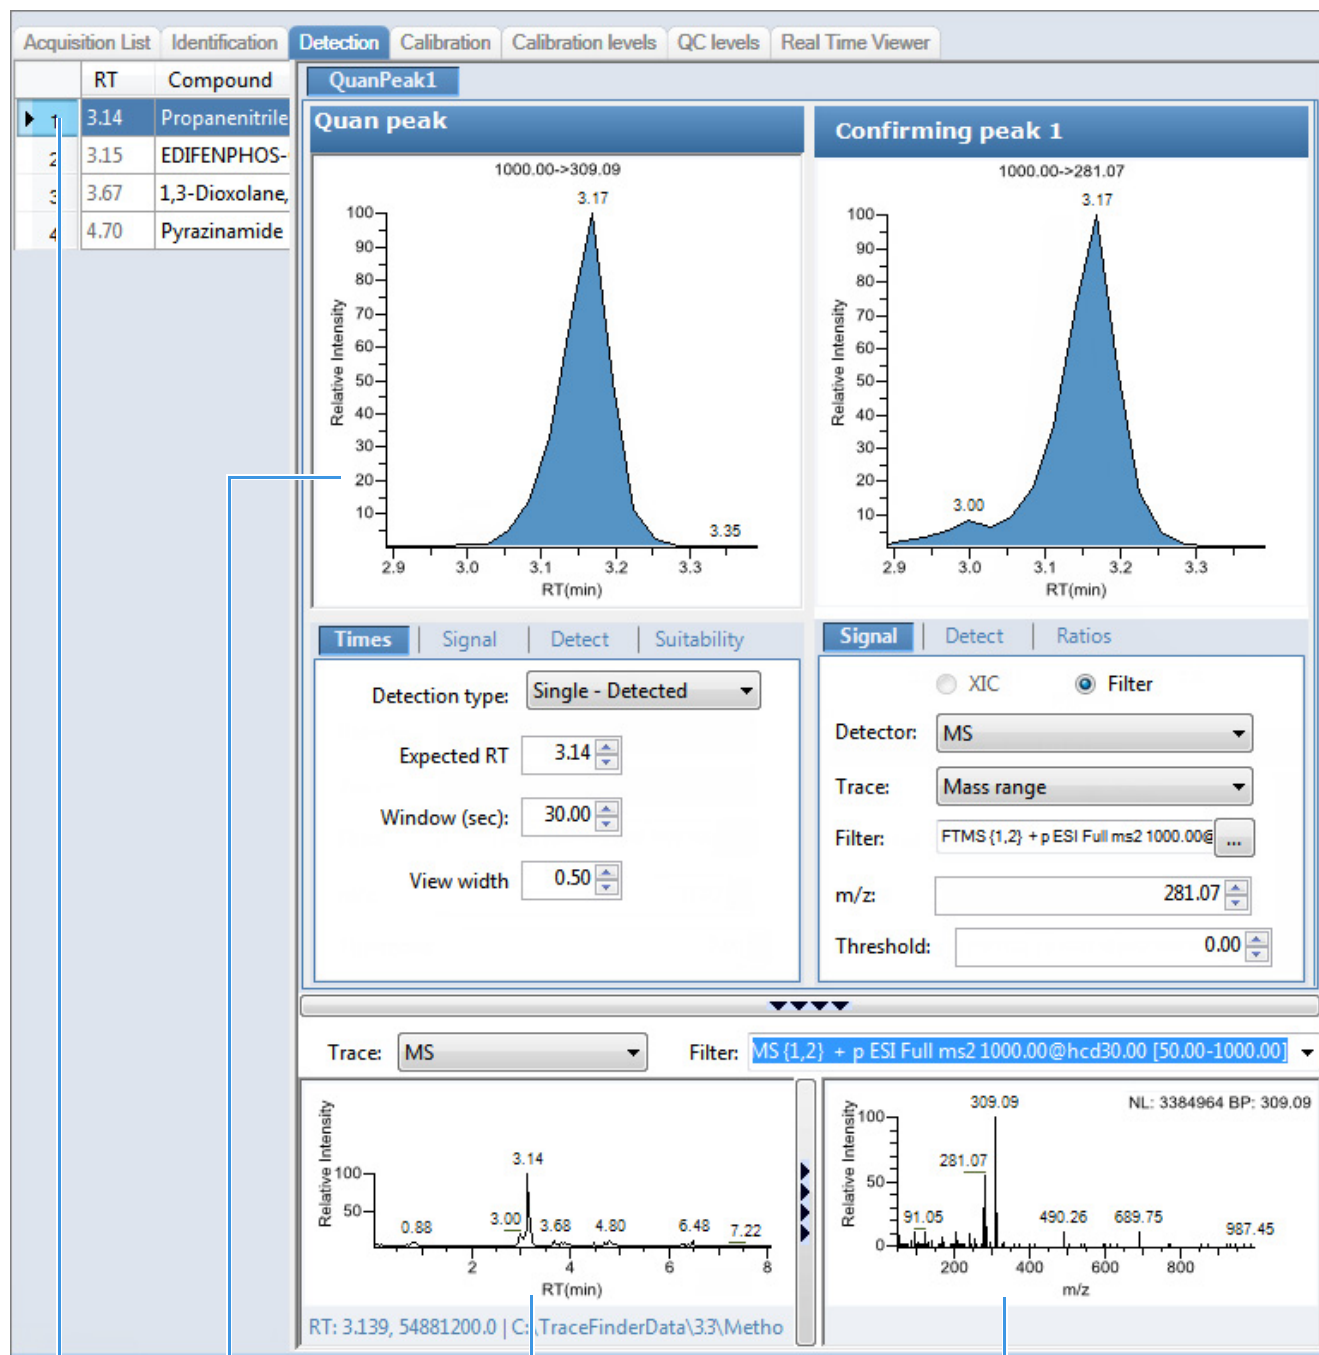 Acquisition List Identification Detection Calibration Calibration levels QC levels Real Time Viewer
RT Compound
1 3.14 Propanenitrile
2 3.15 EDIFENPHOS-
3 3.67 1,3-Dioxolane,
4 4.70 Pyrazinamide
QuanPeak1
Quan peak
1000.00->309.09
3.17
100
90
80
70
60
50
40
30
20
10
Relative Intensity
3.35
2.9 3.0 3.1 3.2 3.3
RT(min)
Confirming peak 1
1000.00->281.07
3.17
100
90
80
70
60
50
40
30
20
10
Relative Intensity
3.00
2.9 3.0 3.1 3.2 3.3
RT(min)
Times Signal Detect Suitability
Detection type: Single - Detected
Expected RT 3.14
Window (sec): 30.00
View width 0.50
Signal Detect Ratios
XIC Filter
Detector: MS
Trace: Mass range
Filter: FTMS {1,2} + p ESI Full ms2 1000.00@ ...
m/z: 281.07
Threshold: 0.00
Trace: MS Filter: MS {1,2} + p ESI Full ms2 1000.00@hcd30.00 [50.00-1000.00]
Relative Intensity
100
50
3.14
0.88 3.00 3.68 4.80 6.48 7.22
2 4 6 8
RT(min)
RT: 3.139, 54881200.0 | C:\TraceFinderData\3.3\Metho
309.09 NL: 3384964 BP: 309.09
Relative Intensity
100
50
0
281.07
91.05 490.26 689.75 987.45
200 400 600 800
m/z